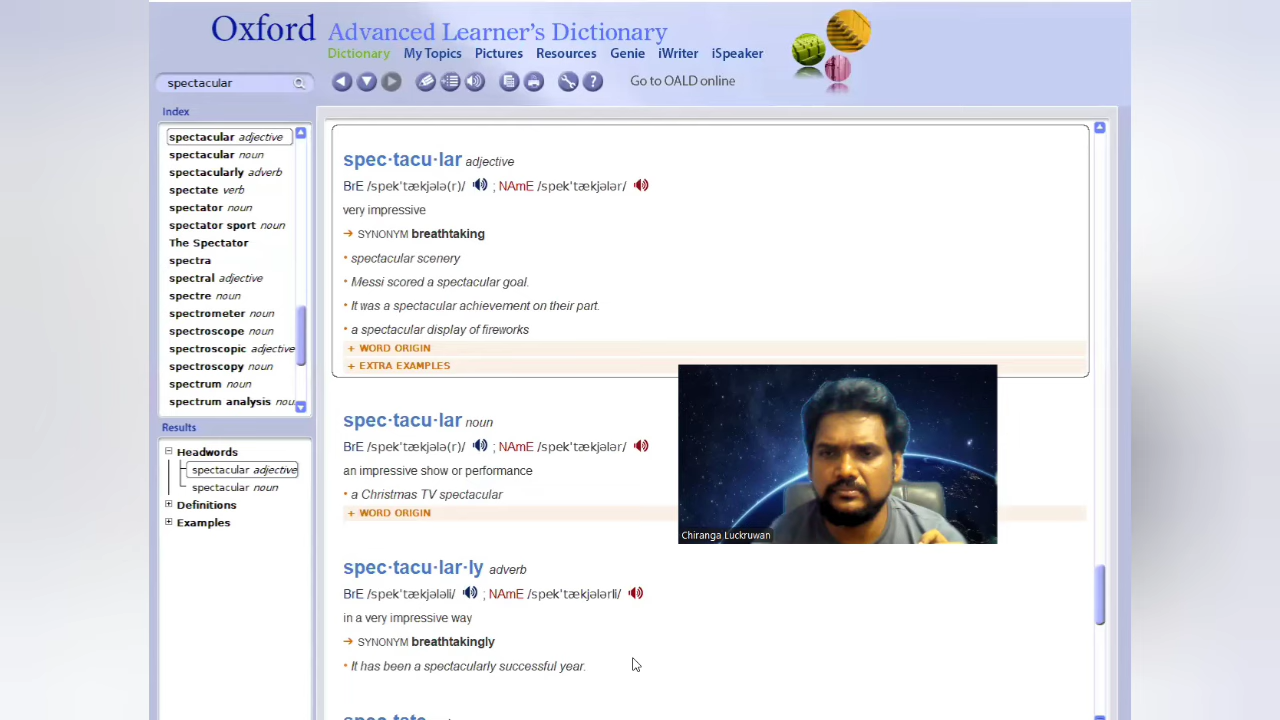 Oxford Advanced Learner's Dictionary
Dictionary My Topics Pictures Resources Genie iWriter iSpeaker
spectacular
Go to OALD online
Index
spectacular adjective
spectacular noun
spectacularly adverb
spectate verb
spectator noun
spectator sport noun
The Spectator
spectra
spectral adjective
spectre noun
spectrometer noun
spectroscope noun
spectroscopic adjective
spectroscopy noun
spectrum noun
spectrum analysis nou
Results
Headwords
spectacular adjective
spectacular noun
Definitions
Examples
spec·tacu·lar adjective
BrE /spekˈtækjələ(r)/ ; NAmE /spekˈtækjələr/
very impressive
➔ SYNONYM breathtaking
• spectacular scenery
• Messi scored a spectacular goal.
• It was a spectacular achievement on their part.
• a spectacular display of fireworks
+ WORD ORIGIN
+ EXTRA EXAMPLES
spec·tacu·lar noun
BrE /spekˈtækjələ(r)/ ; NAmE /spekˈtækjələr/
an impressive show or performance
• a Christmas TV spectacular
+ WORD ORIGIN
Chiranga Luckruwan
spec·tacu·lar·ly adverb
BrE /spekˈtækjələli/ ; NAmE /spekˈtækjələrli/
in a very impressive way
➔ SYNONYM breathtakingly
• It has been a spectacularly successful year.